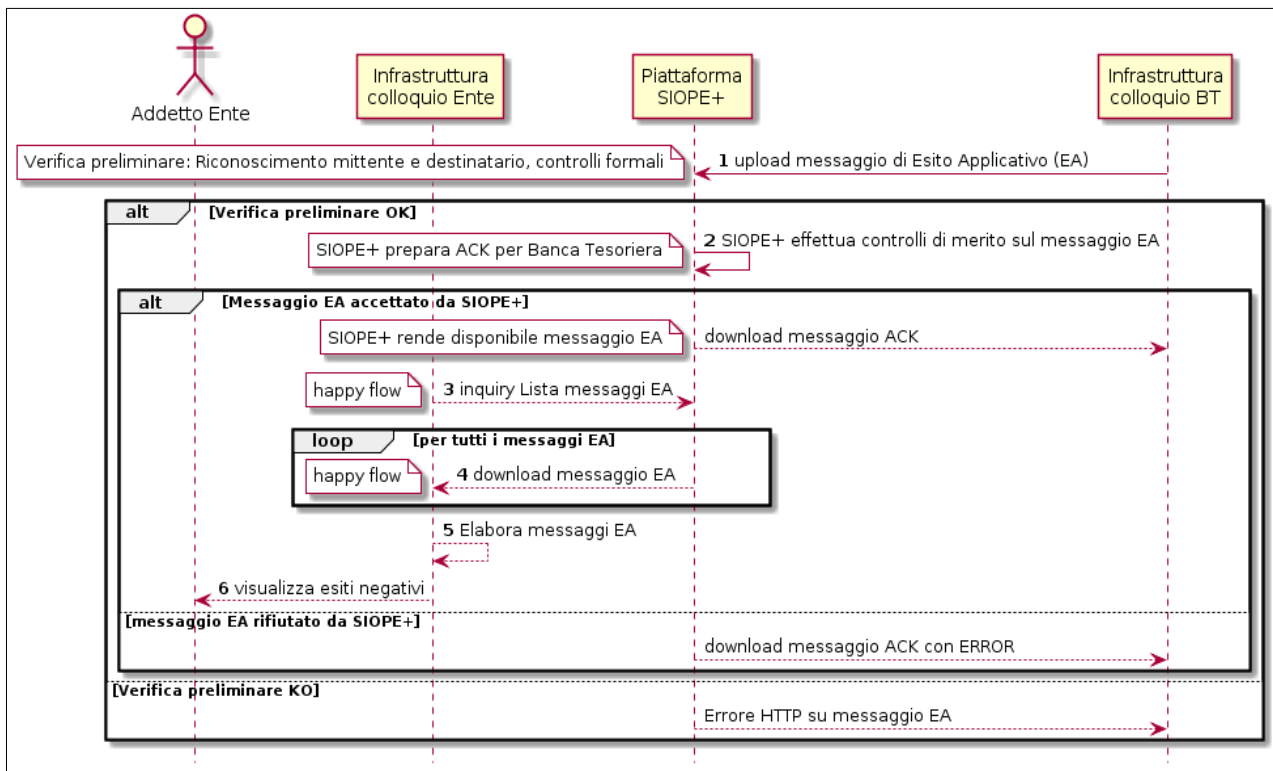 Addetto Ente
Infrastruttura
colloquio Ente
Piattaforma
SIOPE+
Infrastruttura
colloquio BT
Verifica preliminare: Riconoscimento mittente e destinatario, controlli formali
1 upload messaggio di Esito Applicativo (EA)
alt [Verifica preliminare OK]
SIOPE+ prepara ACK per Banca Tesoriera
2 SIOPE+ effettua controlli di merito sul messaggio EA
alt [Messaggio EA accettato da SIOPE+]
SIOPE+ rende disponibile messaggio EA
download messaggio ACK
happy flow
3 inquiry Lista messaggi EA
loop [per tutti i messaggi EA]
happy flow
4 download messaggio EA
5 Elabora messaggi EA
6 visualizza esiti negativi
[messaggio EA rifiutato da SIOPE+]
download messaggio ACK con ERROR
[Verifica preliminare KO]
Errore HTTP su messaggio EA